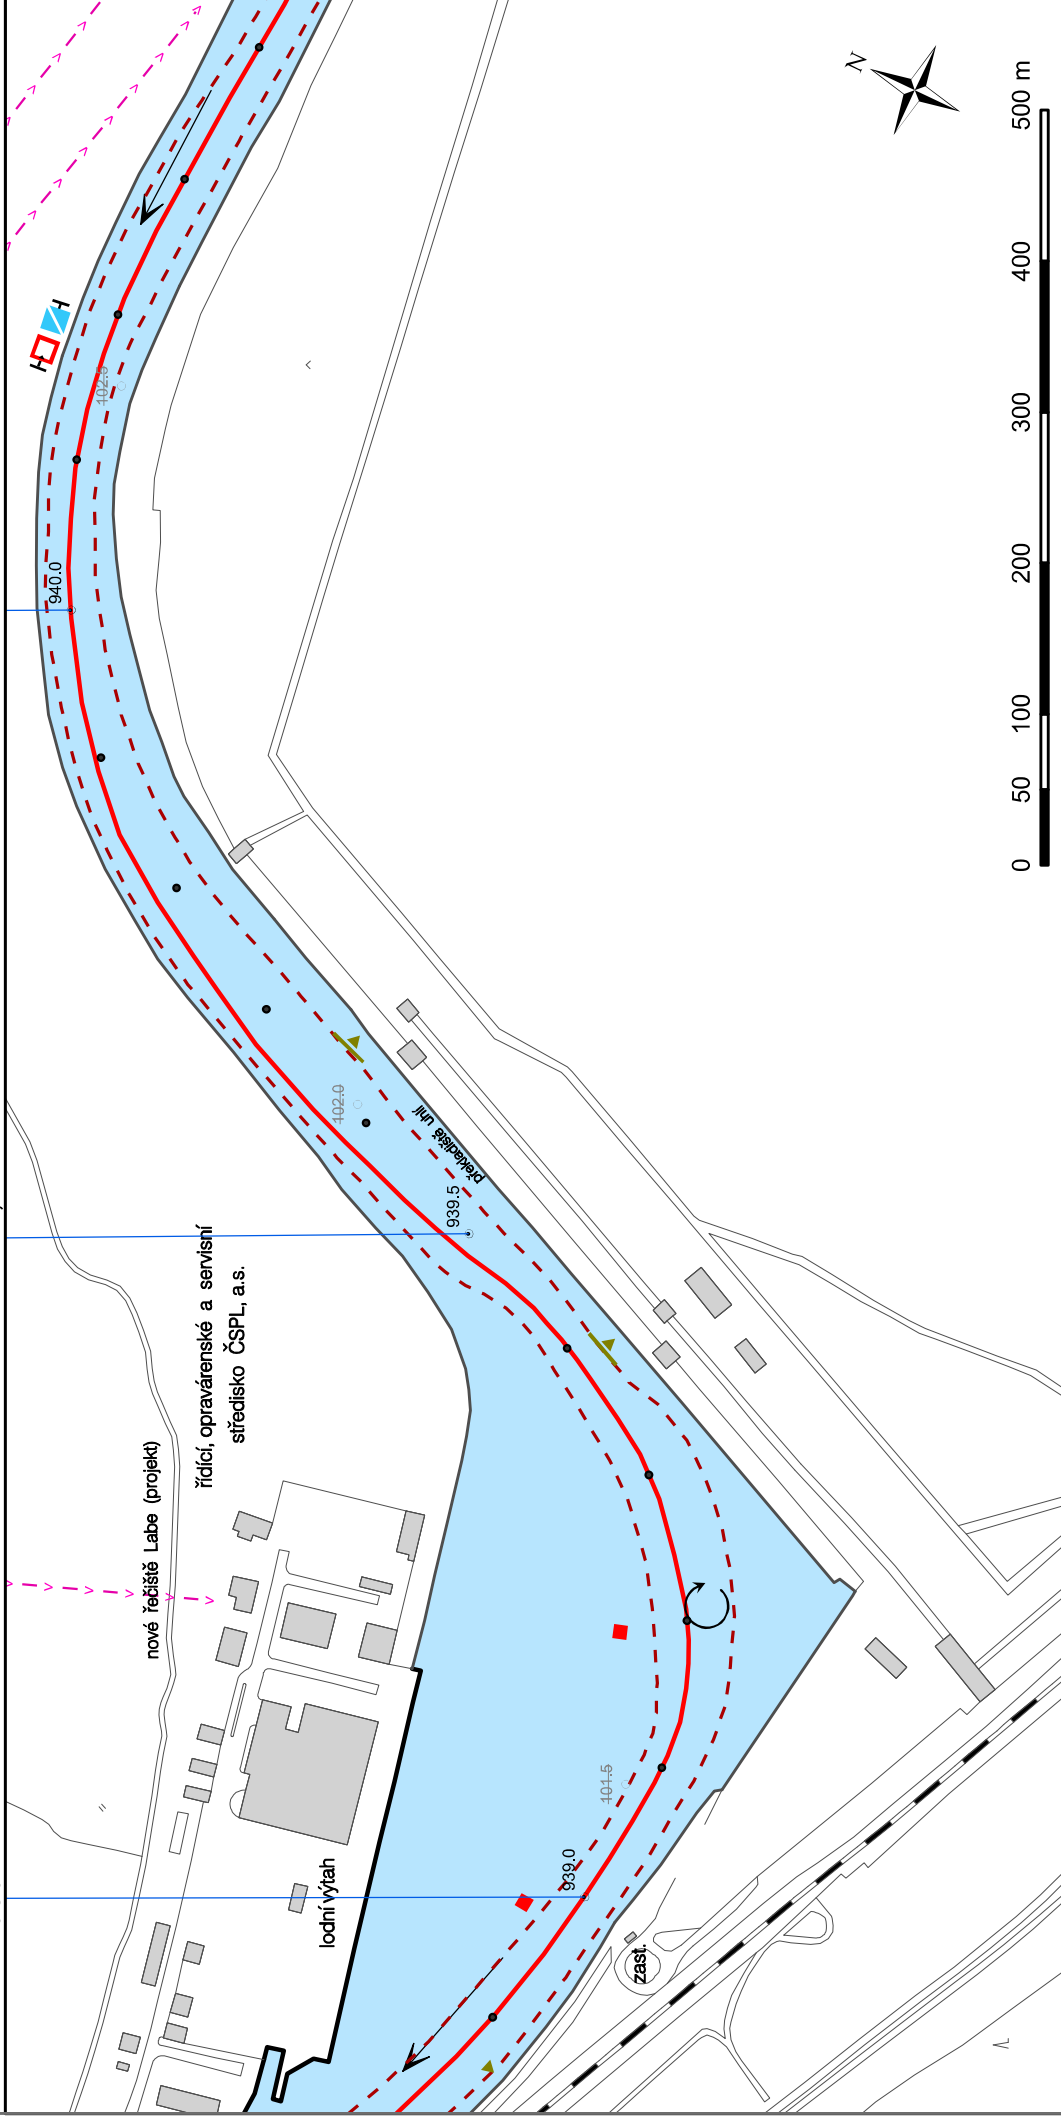 N
102.5
940.0
500 m
400
300
200
100
50
0
102.0
překladiště uhlí
939.5
řídící, opravárenské a servisní
středisko ČSPL, a.s.
nové řečiště Labe (projekt)
101.5
939.0
lodní výtah
zast.